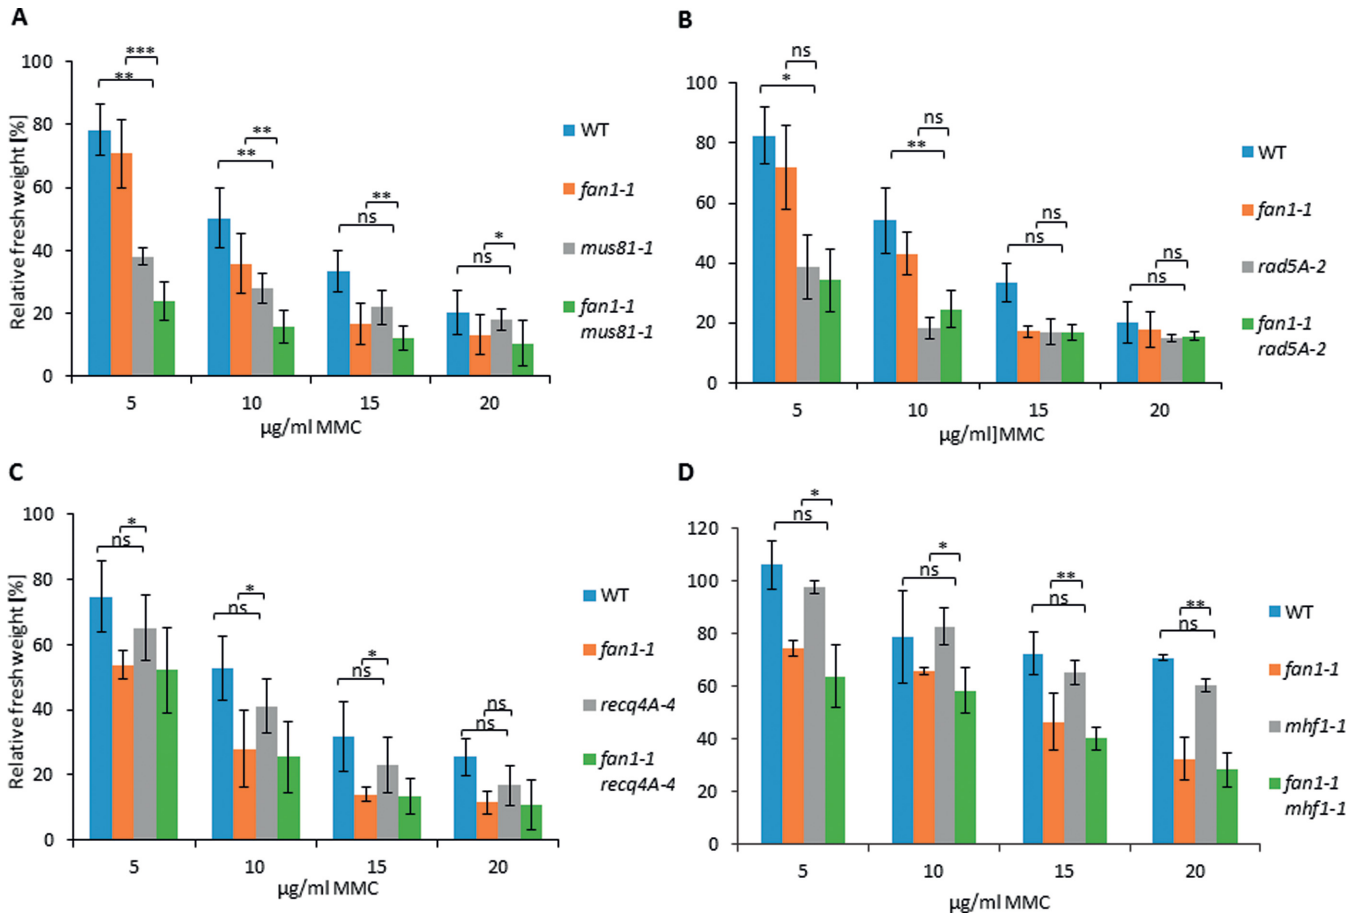 A
Relative fresh weight [%]
100
80
60
40
20
0
***
**
**
**
**
ns
*
ns
5
10
15
20
µg/ml MMC
WT
fan1-1
mus81-1
fan1-1
mus81-1
B
100
80
60
40
20
0
ns
*
ns
**
ns
ns
ns
ns
5
10
15
20
µg/ml]MMC
WT
fan1-1
rad5A-2
fan1-1
rad5A-2
C
Relative fresh weight [%]
100
80
60
40
20
0
*
ns
*
ns
*
ns
ns
ns
5
10
15
20
µg/ml MMC
WT
fan1-1
recq4A-4
fan1-1
recq4A-4
D
120
100
80
60
40
20
0
*
ns
*
ns
**
ns
**
ns
5
10
15
20
µg/ml MMC
WT
fan1-1
mhf1-1
fan1-1
mhf1-1